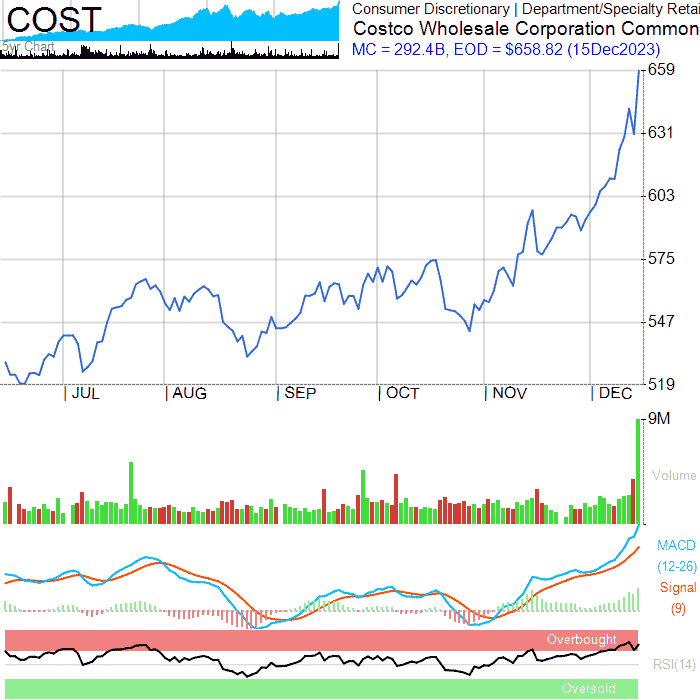 COST
Consumer Discretionary | Department/Specialty Retai
Costco Wholesale Corporation Common
5yr Chart
MC = 292.4B, EOD = $658.82 (15Dec2023)
659
631
603
575
547
519
| JUL | AUG | SEP | OCT | NOV | DEC
9M
Volume
MACD
(12-26)
Signal
(9)
Overbought
RSI(14)
Oversold